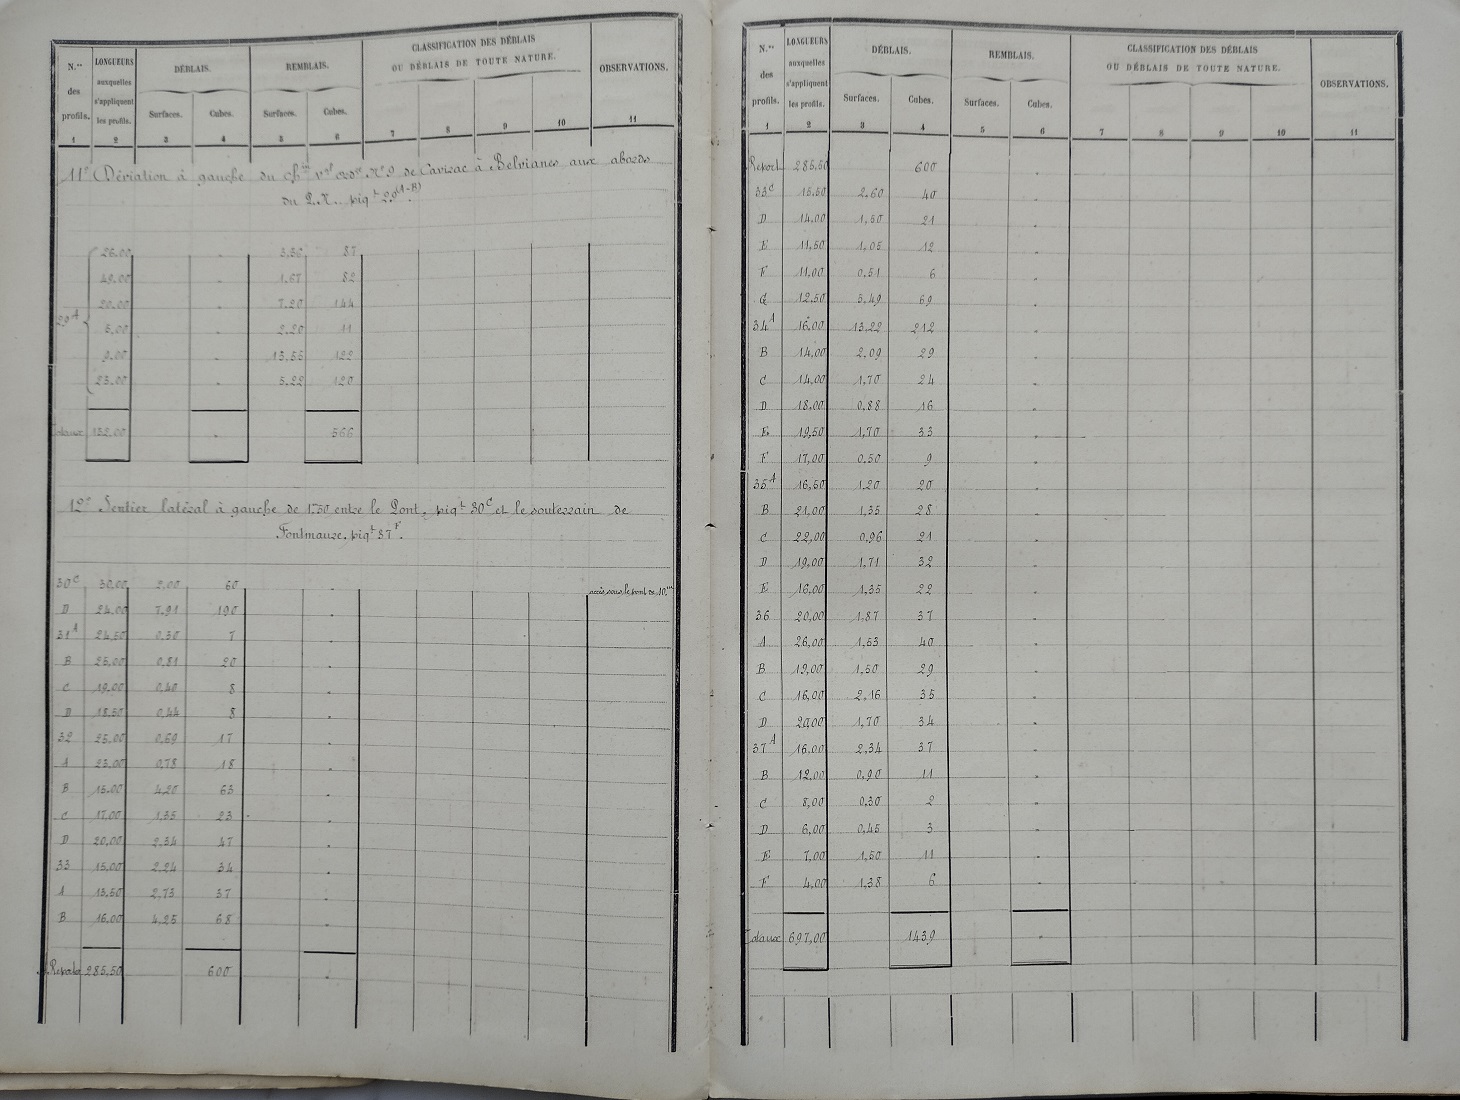 N.os des profils. | LONGUEURS auxquelles s'appliquent les profils. | DÉBLAIS. Surfaces. | Cubes. | REMBLAIS. Surfaces. | Cubes. | CLASSIFICATION DES DÉBLAIS OU DÉBLAIS DE TOUTE NATURE. | OBSERVATIONS.
1 2 3 4 5 6 7 8 9 10 11
11° Dérivation à gauche du ch.in v.nal ord.re N° 9 de Cavirac à Belvianes aux abords
du P.N. piq.t 29 (A-B)
26.00 . 3,36 87
49.00 . 1,67 82
20.00 . 7.20 144
29 A 5,00 . 2.20 11
9.00 . 13.55 122
23.00 . 5,22 120
Totaux 132.00 . 566
12° Sentier latéral à gauche de 1.50 entre le Pont, piq.t 30 C et le souterrain de
Fontmaure, piq.t 37 F.
30 C 30,00 2,00 60 . accès sous le pont de 10.m
D 24.00 7,91 190 .
31 A 24,50 0,30 7 .
B 25,00 0,81 20 .
C 19.00 0,40 8 .
D 18.50 0,44 8 .
32 25.00 0,69 17 .
A 23.00 0,78 18 .
B 15.00 4,20 63 .
C 17.00 1,35 23 .
D 20,00 2,34 47 .
33 15.00 2,24 34 .
A 13,50 2,73 37 .
B 16,00 4,25 68 .
A Reporter 285,50 600 .
N.os des profils. | LONGUEURS auxquelles s'appliquent les profils. | DÉBLAIS. Surfaces. | Cubes. | REMBLAIS. Surfaces. | Cubes. | CLASSIFICATION DES DÉBLAIS OU DÉBLAIS DE TOUTE NATURE. | OBSERVATIONS.
1 2 3 4 5 6 7 8 9 10 11
Report 285.50 600 .
33 C 15.50 2.60 40 .
D 14.00 1,50 21 .
E 11,50 1,05 12 .
F 11.00 0,51 6 .
G 12,50 5,49 69 .
34 A 16.00 13,22 212 .
B 14,00 2,09 29 .
C 14,00 1,70 24 .
D 18.00 0,88 16 .
E 19,50 1,70 33 .
F 17,00 0,50 9 .
35 A 16,50 1,20 20 .
B 21,00 1,35 28 .
C 22,00 0,96 21 .
D 19,00 1,71 32 .
E 16.00 1,35 22 .
36 20,00 1,87 37 .
A 26,00 1,53 40 .
B 19,00 1,50 29 .
C 16,00 2,16 35 .
D 20,00 1,70 34 .
37 A 16.00 2,34 37 .
B 12.00 0,90 11 .
C 8,00 0,30 2 .
D 6,00 0,45 3 .
E 7,00 1,50 11 .
F 4,00 1,38 6 .
Totaux 697,00 1439 .